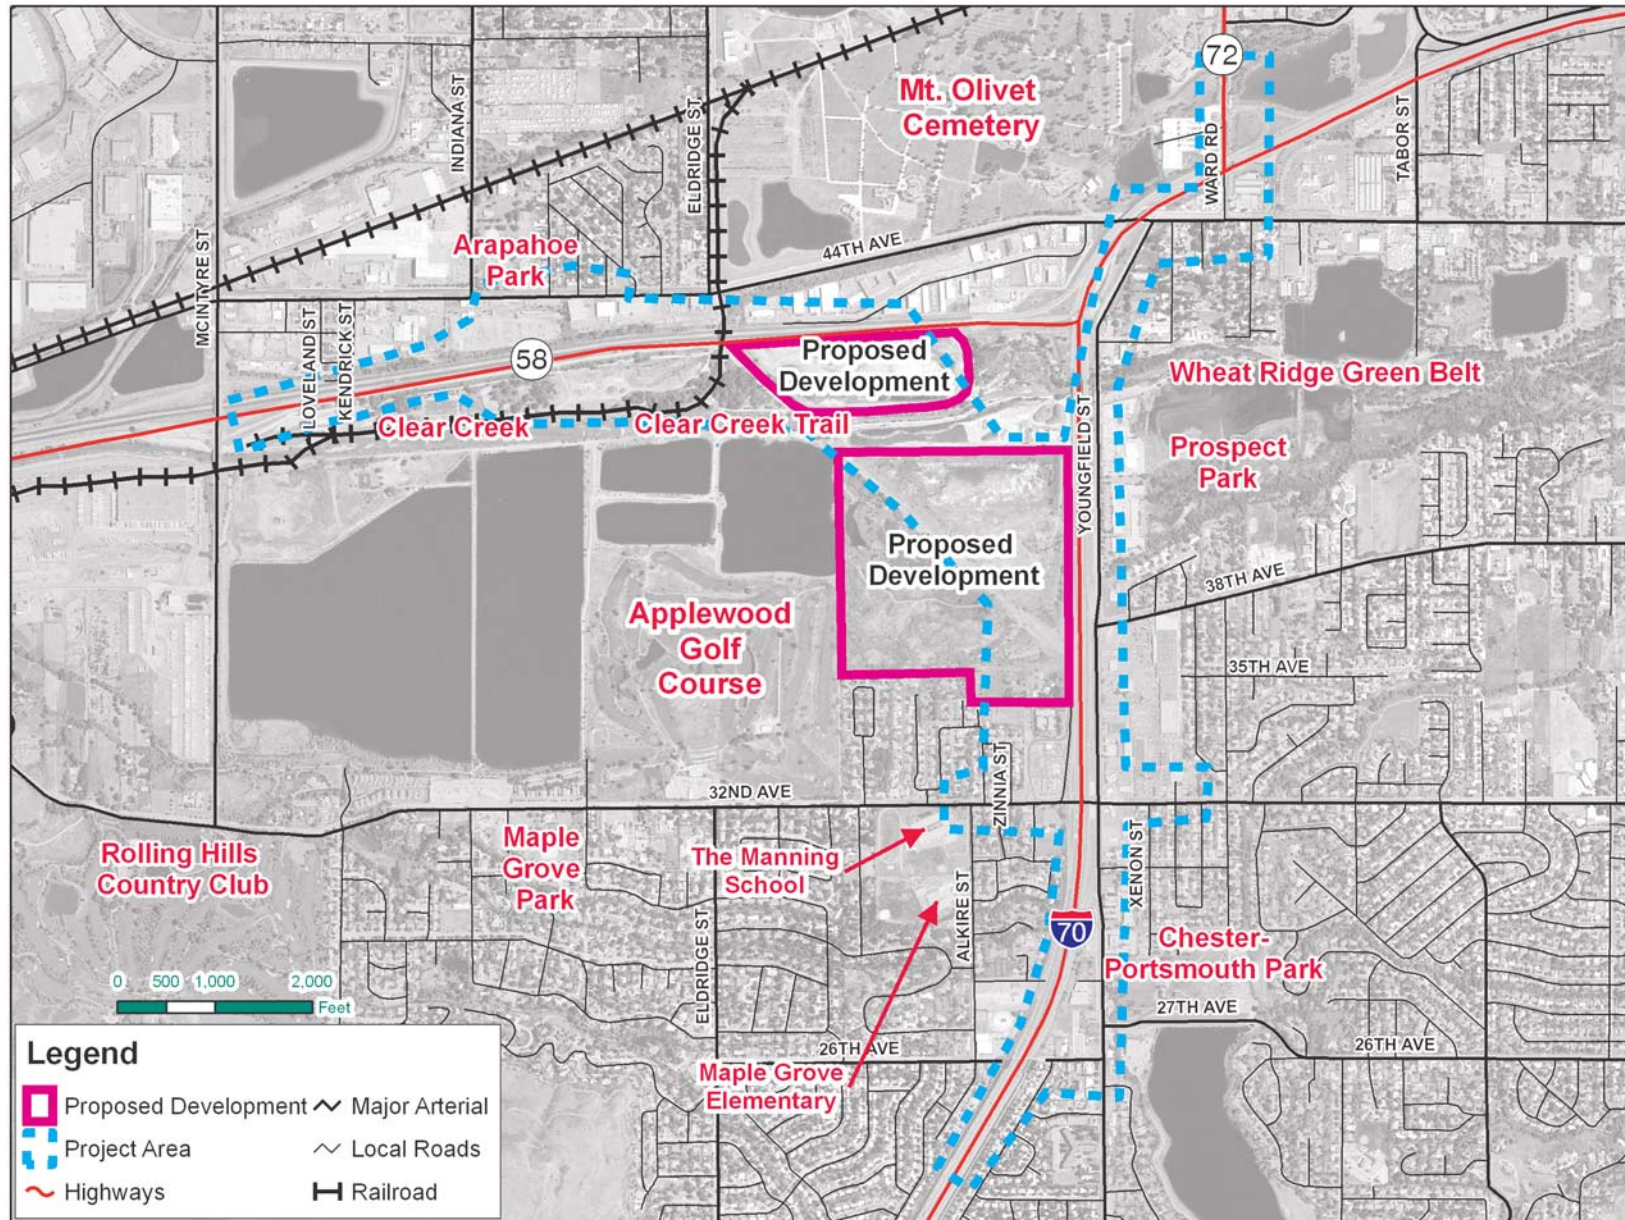 72
Mt. Olivet
Cemetery
INDIANA ST
ELDRIDGE ST
WARD RD
TABOR ST
MCINTYRE ST
Arapahoe
Park
44TH AVE
LOVELAND ST
KENDRICK ST
58
Proposed
Development
Wheat Ridge Green Belt
Clear Creek
Clear Creek Trail
YOUNGFIELD ST
Prospect
Park
Proposed
Development
38TH AVE
Applewood
Golf
Course
35TH AVE
ZINNIA ST
32ND AVE
Rolling Hills
Country Club
Maple
Grove
Park
The Manning
School
ALKIRE ST
XENON ST
70
ELDRIDGE ST
Chester-
Portsmouth Park
0 500 1,000 2,000
Feet
27TH AVE
26TH AVE
26TH AVE
Maple Grove
Elementary
Legend
Proposed Development
Major Arterial
Project Area
Local Roads
Highways
Railroad